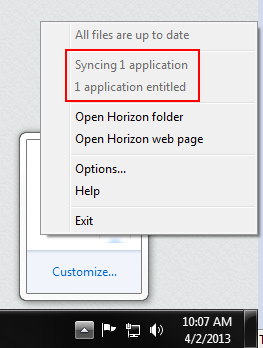 All files are up to date
Syncing 1 application
1 application entitled
Open Horizon folder
Open Horizon web page
Options...
Help
Exit
Customize...
10:07 AM
4/2/2013